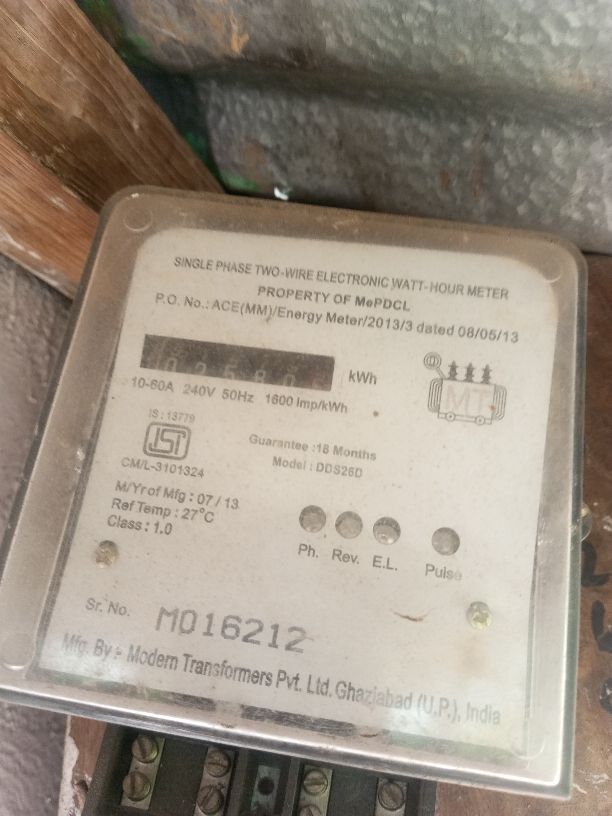 SINGLE PHASE TWO-WIRE ELECTRONIC WATT-HOUR METER
PROPERTY OF MePDCL
P.O. No.: ACE(MM)/Energy Meter/2013/3 dated 08/05/13
kWh
10-60A 240V 50Hz 1600 Imp/kWh
MT
IS : 13779
ISI
CM/L-3101324
Guarantee :18 Months
Model : DDS26D
M/Yr of Mfg : 07/13
Ref Temp : 27°C
Class : 1.0
Ph. Rev. E.L. Pulse
Sr. No. M016212
Mfg. By :- Modern Transformers Pvt. Ltd. Ghaziabad (U.P.), India